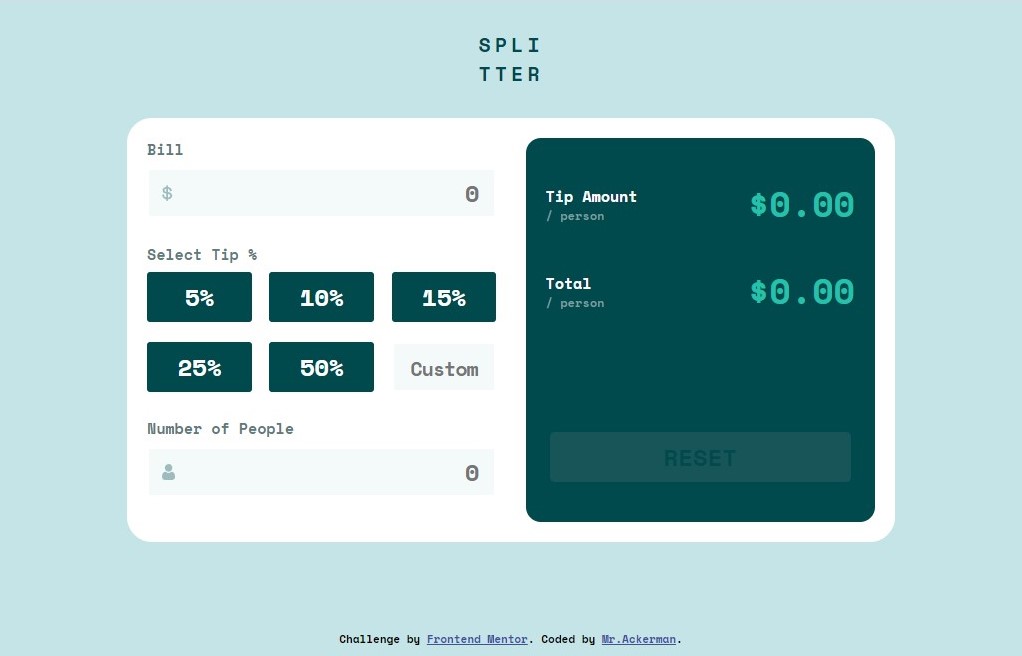 SPLI
TTER
Bill
$ 0
Select Tip %
5% 10% 15%
25% 50% Custom
Number of People
0
Tip Amount
/ person
$0.00
Total
/ person
$0.00
RESET
Challenge by Frontend Mentor. Coded by Mr.Ackerman.